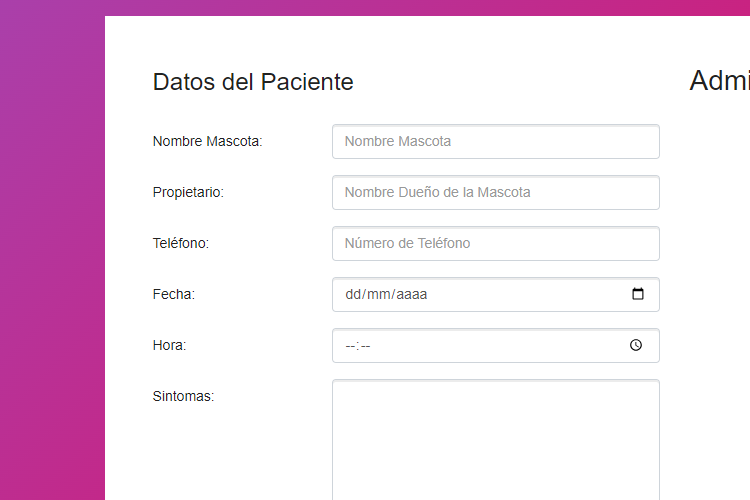 Datos del Paciente
Admi
Nombre Mascota: Nombre Mascota
Propietario: Nombre Dueño de la Mascota
Teléfono: Número de Teléfono
Fecha: dd/mm/aaaa
Hora: --:--
Sintomas: